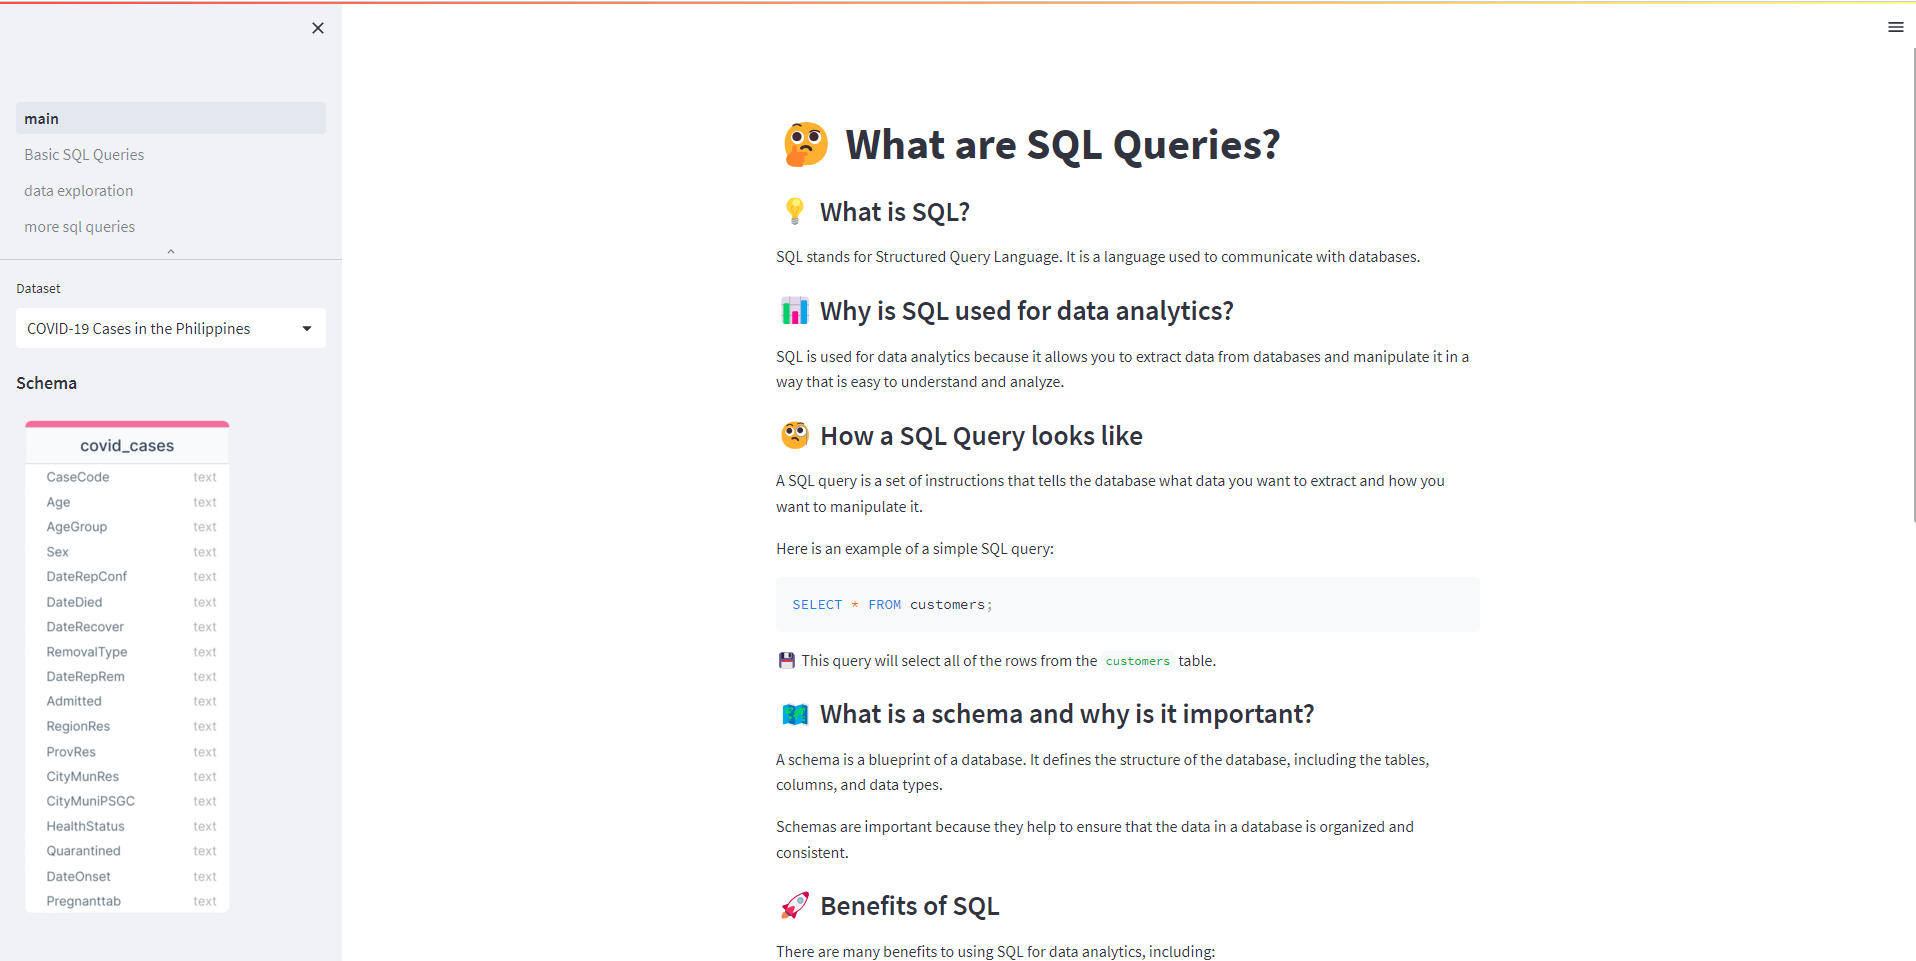 main
Basic SQL Queries
data exploration
more sql queries
Dataset
COVID-19 Cases in the Philippines
Schema
covid_cases
CaseCode text
Age text
AgeGroup text
Sex text
DateRepConf text
DateDied text
DateRecover text
RemovalType text
DateRepRem text
Admitted text
RegionRes text
ProvRes text
CityMunRes text
CityMuniPSGC text
HealthStatus text
Quarantined text
DateOnset text
Pregnanttab text
What are SQL Queries?
What is SQL?
SQL stands for Structured Query Language. It is a language used to communicate with databases.
Why is SQL used for data analytics?
SQL is used for data analytics because it allows you to extract data from databases and manipulate it in a
way that is easy to understand and analyze.
How a SQL Query looks like
A SQL query is a set of instructions that tells the database what data you want to extract and how you
want to manipulate it.
Here is an example of a simple SQL query:
SELECT * FROM customers;
This query will select all of the rows from the customers table.
What is a schema and why is it important?
A schema is a blueprint of a database. It defines the structure of the database, including the tables,
columns, and data types.
Schemas are important because they help to ensure that the data in a database is organized and
consistent.
Benefits of SQL
There are many benefits to using SQL for data analytics, including: